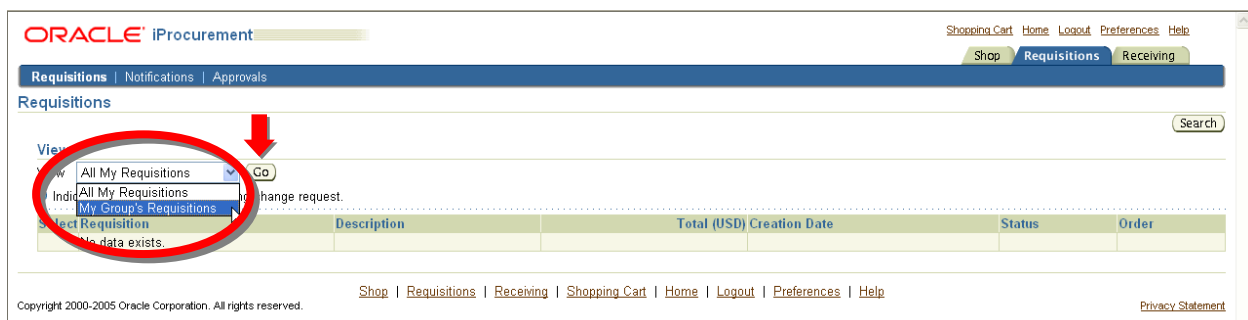 ORACLE iProcurement
Shopping Cart Home Logout Preferences Help
Shop Requisitions Receiving
Requisitions | Notifications | Approvals
Requisitions
Search
View
All My Requisitions Go
All My Requisitions
change request.
My Group's Requisitions
Select Requisition Description Total (USD) Creation Date Status Order
No data exists.
Shop | Requisitions | Receiving | Shopping Cart | Home | Logout | Preferences | Help
Copyright 2000-2005 Oracle Corporation. All rights reserved.
Privacy Statement